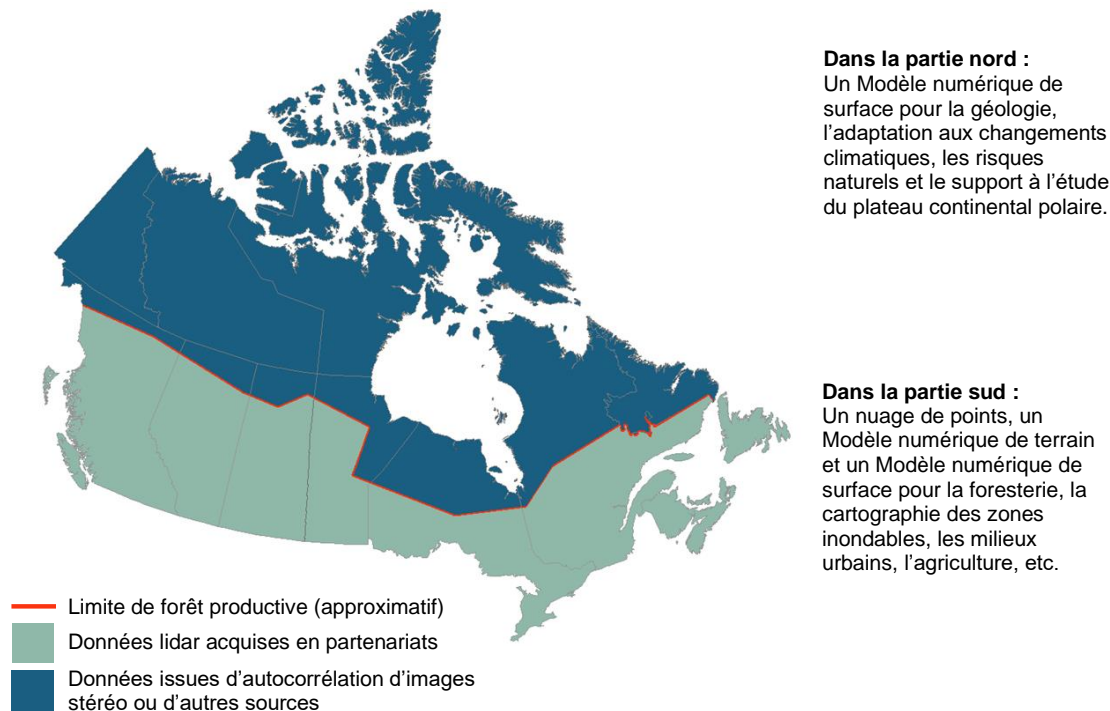 Dans la partie nord :
Un Modèle numérique de
surface pour la géologie,
l’adaptation aux changements
climatiques, les risques
naturels et le support à l’étude
du plateau continental polaire.
Dans la partie sud :
Un nuage de points, un
Modèle numérique de terrain
et un Modèle numérique de
surface pour la foresterie, la
cartographie des zones
inondables, les milieux
urbains, l’agriculture, etc.
Limite de forêt productive (approximatif)
Données lidar acquises en partenariats
Données issues d’autocorrélation d’images
stéréo ou d’autres sources